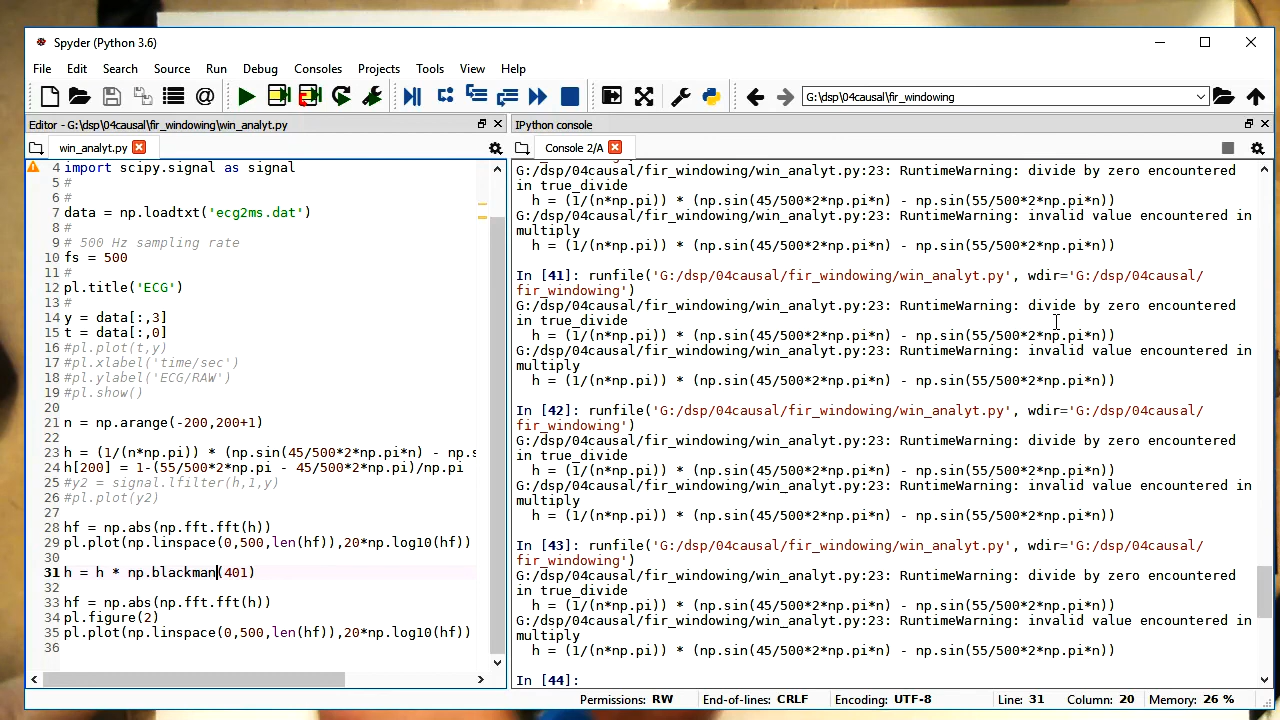 Spyder (Python 3.6)
File Edit Search Source Run Debug Consoles Projects Tools View Help
G:\dsp\04causal\fir_windowing
Editor - G:\dsp\04causal\fir_windowing\win_analyt.py
win_analyt.py
4 import scipy.signal as signal
5 #
6 #
7 data = np.loadtxt('ecg2ms.dat')
8 #
9 # 500 Hz sampling rate
10 fs = 500
11 #
12 pl.title('ECG')
13 #
14 y = data[:,3]
15 t = data[:,0]
16 #pl.plot(t,y)
17 #pl.xlabel('time/sec')
18 #pl.ylabel('ECG/RAW')
19 #pl.show()
20
21 n = np.arange(-200,200+1)
22
23 h = (1/(n*np.pi)) * (np.sin(45/500*2*np.pi*n) - np.s
24 h[200] = 1-(55/500*2*np.pi - 45/500*2*np.pi)/np.pi
25 #y2 = signal.lfilter(h,1,y)
26 #pl.plot(y2)
27
28 hf = np.abs(np.fft.fft(h))
29 pl.plot(np.linspace(0,500,len(hf)),20*np.log10(hf))
30
31 h = h * np.blackman(401)
32
33 hf = np.abs(np.fft.fft(h))
34 pl.figure(2)
35 pl.plot(np.linspace(0,500,len(hf)),20*np.log10(hf))
36
IPython console
Console 2/A
G:/dsp/04causal/fir_windowing/win_analyt.py:23: RuntimeWarning: divide by zero encountered
in true_divide
h = (1/(n*np.pi)) * (np.sin(45/500*2*np.pi*n) - np.sin(55/500*2*np.pi*n))
G:/dsp/04causal/fir_windowing/win_analyt.py:23: RuntimeWarning: invalid value encountered in
multiply
h = (1/(n*np.pi)) * (np.sin(45/500*2*np.pi*n) - np.sin(55/500*2*np.pi*n))
In [41]: runfile('G:/dsp/04causal/fir_windowing/win_analyt.py', wdir='G:/dsp/04causal/
fir_windowing')
G:/dsp/04causal/fir_windowing/win_analyt.py:23: RuntimeWarning: divide by zero encountered
in true_divide
h = (1/(n*np.pi)) * (np.sin(45/500*2*np.pi*n) - np.sin(55/500*2*np.pi*n))
G:/dsp/04causal/fir_windowing/win_analyt.py:23: RuntimeWarning: invalid value encountered in
multiply
h = (1/(n*np.pi)) * (np.sin(45/500*2*np.pi*n) - np.sin(55/500*2*np.pi*n))
In [42]: runfile('G:/dsp/04causal/fir_windowing/win_analyt.py', wdir='G:/dsp/04causal/
fir_windowing')
G:/dsp/04causal/fir_windowing/win_analyt.py:23: RuntimeWarning: divide by zero encountered
in true_divide
h = (1/(n*np.pi)) * (np.sin(45/500*2*np.pi*n) - np.sin(55/500*2*np.pi*n))
G:/dsp/04causal/fir_windowing/win_analyt.py:23: RuntimeWarning: invalid value encountered in
multiply
h = (1/(n*np.pi)) * (np.sin(45/500*2*np.pi*n) - np.sin(55/500*2*np.pi*n))
In [43]: runfile('G:/dsp/04causal/fir_windowing/win_analyt.py', wdir='G:/dsp/04causal/
fir_windowing')
G:/dsp/04causal/fir_windowing/win_analyt.py:23: RuntimeWarning: divide by zero encountered
in true_divide
h = (1/(n*np.pi)) * (np.sin(45/500*2*np.pi*n) - np.sin(55/500*2*np.pi*n))
G:/dsp/04causal/fir_windowing/win_analyt.py:23: RuntimeWarning: invalid value encountered in
multiply
h = (1/(n*np.pi)) * (np.sin(45/500*2*np.pi*n) - np.sin(55/500*2*np.pi*n))
In [44]:
Permissions: RW End-of-lines: CRLF Encoding: UTF-8 Line: 31 Column: 20 Memory: 26 %